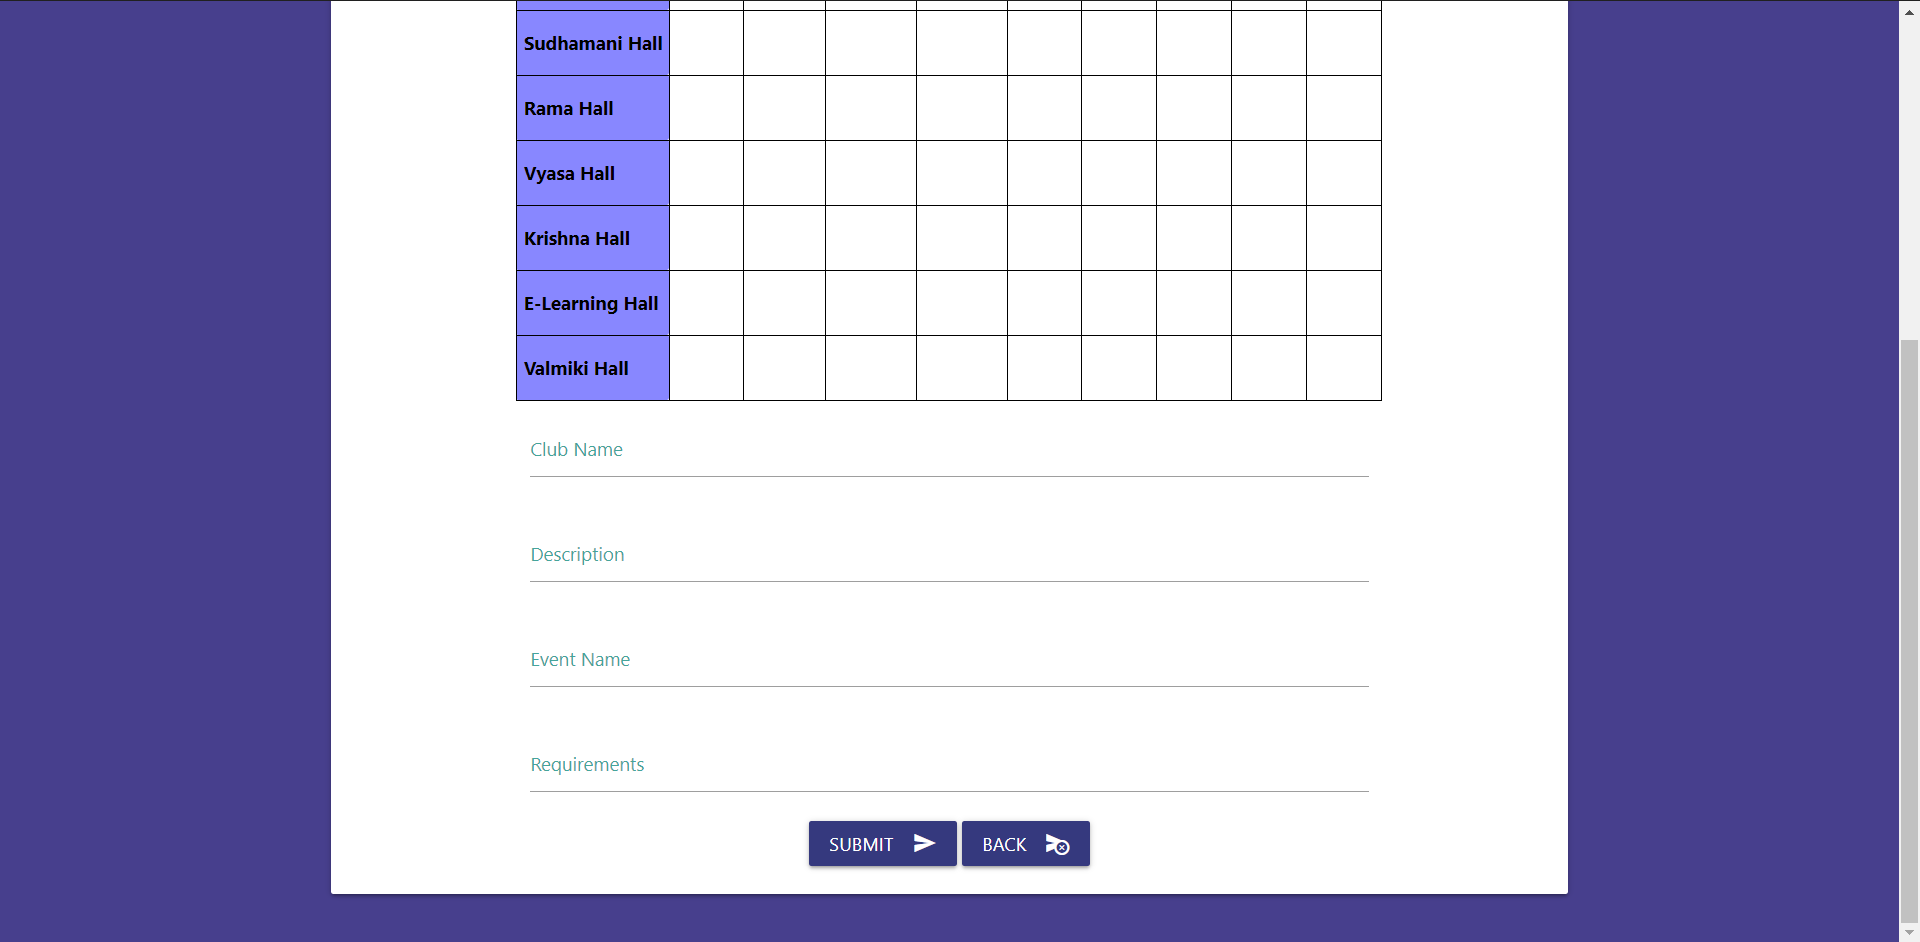 Sudhamani Hall
Rama Hall
Vyasa Hall
Krishna Hall
E-Learning Hall
Valmiki Hall
Club Name
Description
Event Name
Requirements
SUBMIT
BACK